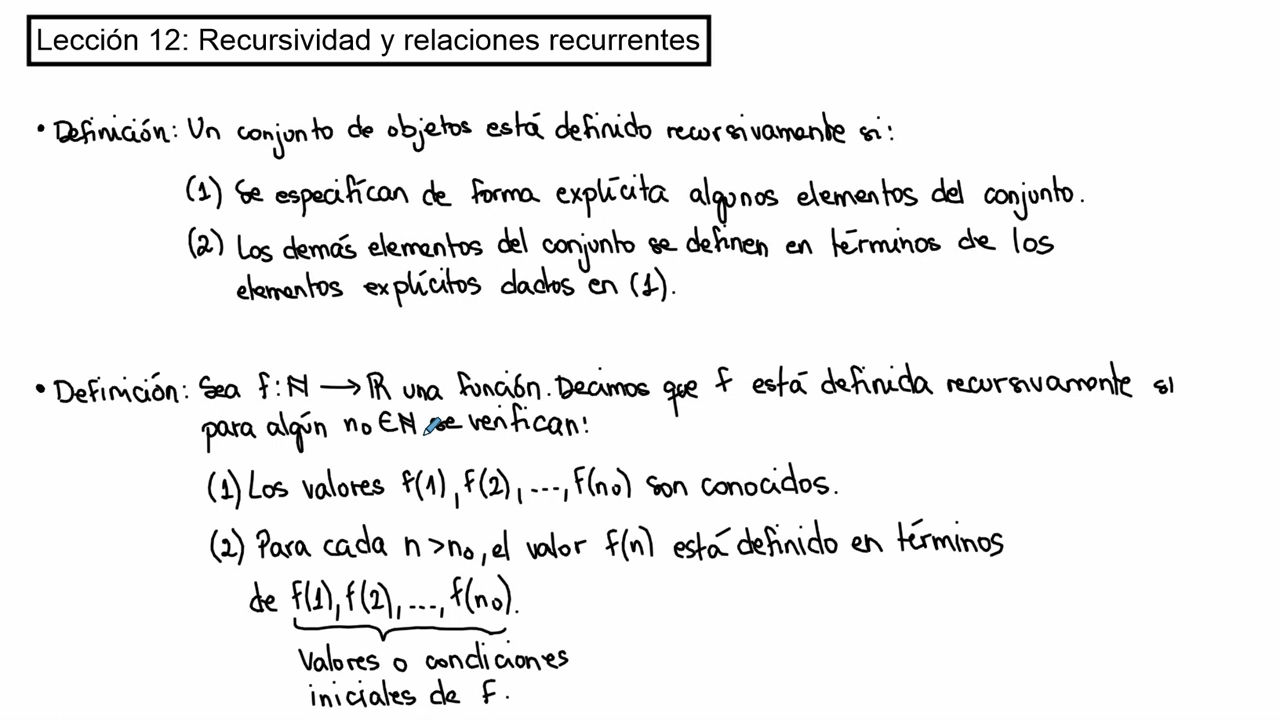 Lección 12: Recursividad y relaciones recurrentes
• Definición: Un conjunto de objetos está definido recursivamente si:
(1) Se especifícan de forma explícita algunos elementos del conjunto.
(2) Los demás elementos del conjunto se definen en términos de los
elementos explícitos dados en (1).
• Definición: Sea f: ℕ → ℝ una función. Decimos que f está definida recursivamente si
para algún n₀ ∈ ℕ se verifican:
(1) Los valores f(1), f(2), ..., f(n₀) son conocidos.
(2) Para cada n > n₀, el valor f(n) está definido en términos
de f(1), f(2), ..., f(n₀).
Valores o condiciones
iniciales de f.